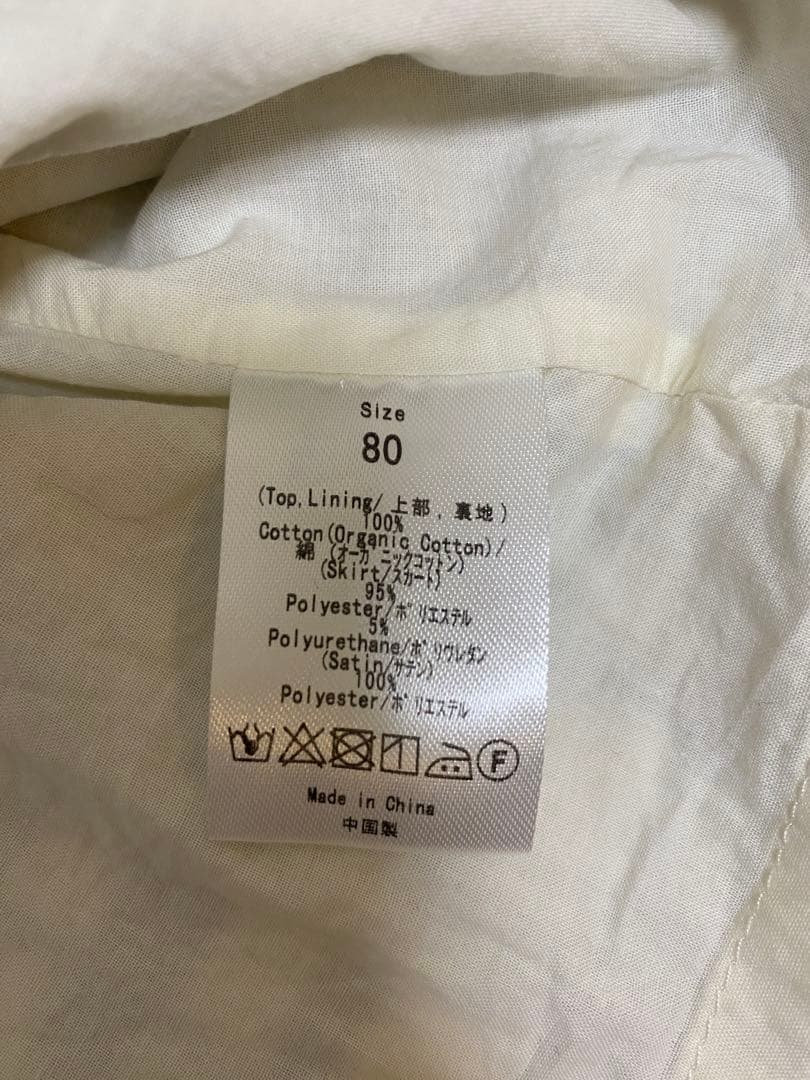 Size
80
(Top,Lining/上部,裏地)
100%
Cotton(Organic Cotton)/
綿 (オーガニックコットン)
(Skirt/スカート)
95%
Polyester/ポリエステル
5%
Polyurethane/ポリウレタン
(Satin/サテン)
100%
Polyester/ポリエステル
F
Made in China
中国製